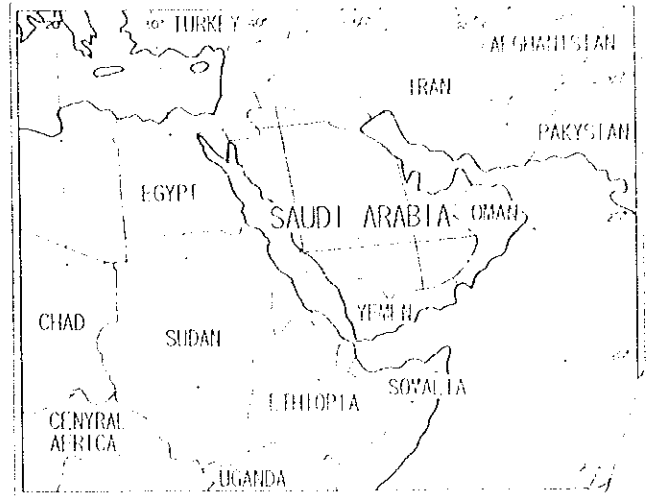 TURKEY
AFGHANISTAN
IRAN
PAKYSTAN
EGYPT
SAUDI ARABIA
OMAN
CHAD
SUDAN
YEMEN
ETHIOPIA
SOMALIA
CENYRAL
AFRICA
UGANDA